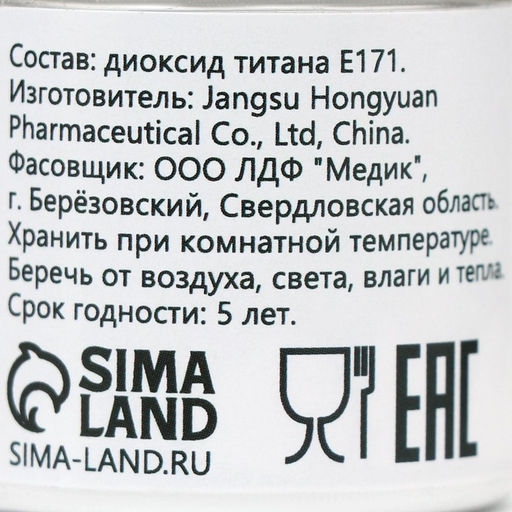 Состав: диоксид титана Е171.
Изготовитель: Jangsu Hongyuan
Pharmaceutical Co., Ltd, China.
Фасовщик: ООО ЛДФ "Медик",
г. Берёзовский, Свердловская область.
Хранить при комнатной температуре.
Беречь от воздуха, света, влаги и тепла.
Срок годности: 5 лет.
SIMA
LAND
SIMA-LAND.RU
EAC